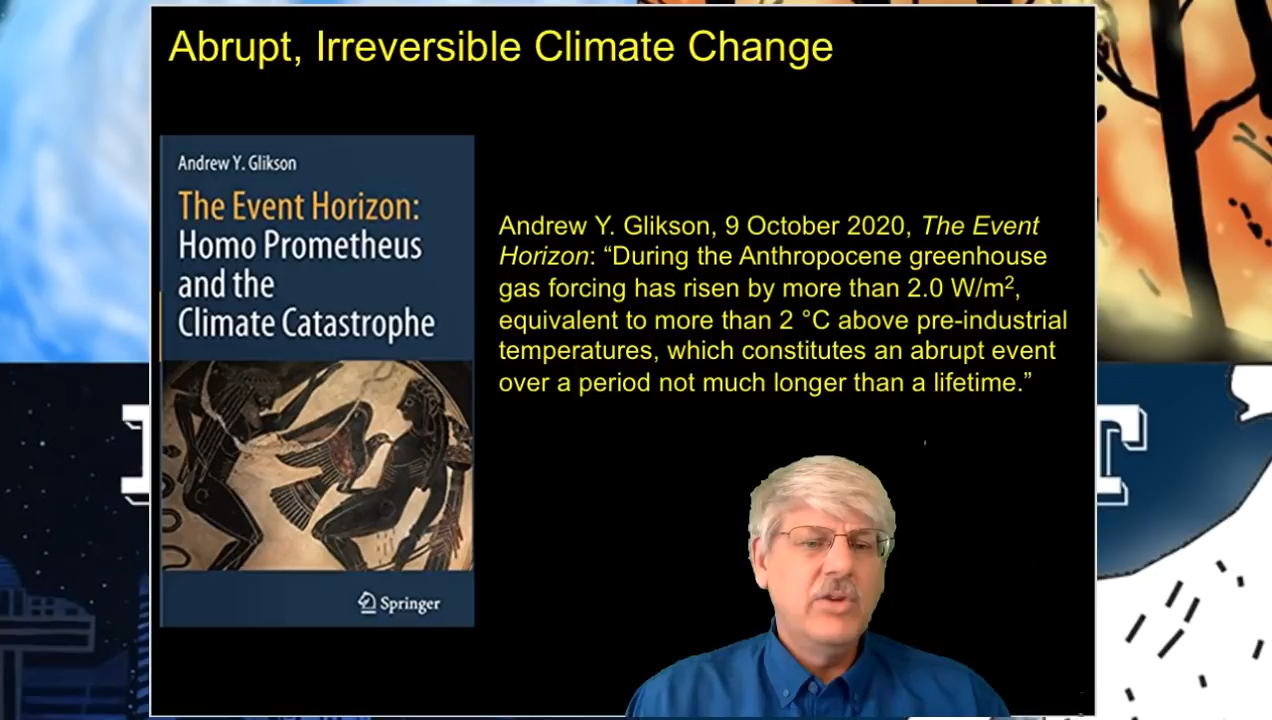 Abrupt, Irreversible Climate Change
Andrew Y. Glikson
The Event Horizon:
Homo Prometheus
and the
Climate Catastrophe
Springer
Andrew Y. Glikson, 9 October 2020, The Event
Horizon: “During the Anthropocene greenhouse
gas forcing has risen by more than 2.0 W/m²,
equivalent to more than 2 °C above pre-industrial
temperatures, which constitutes an abrupt event
over a period not much longer than a lifetime.”
T